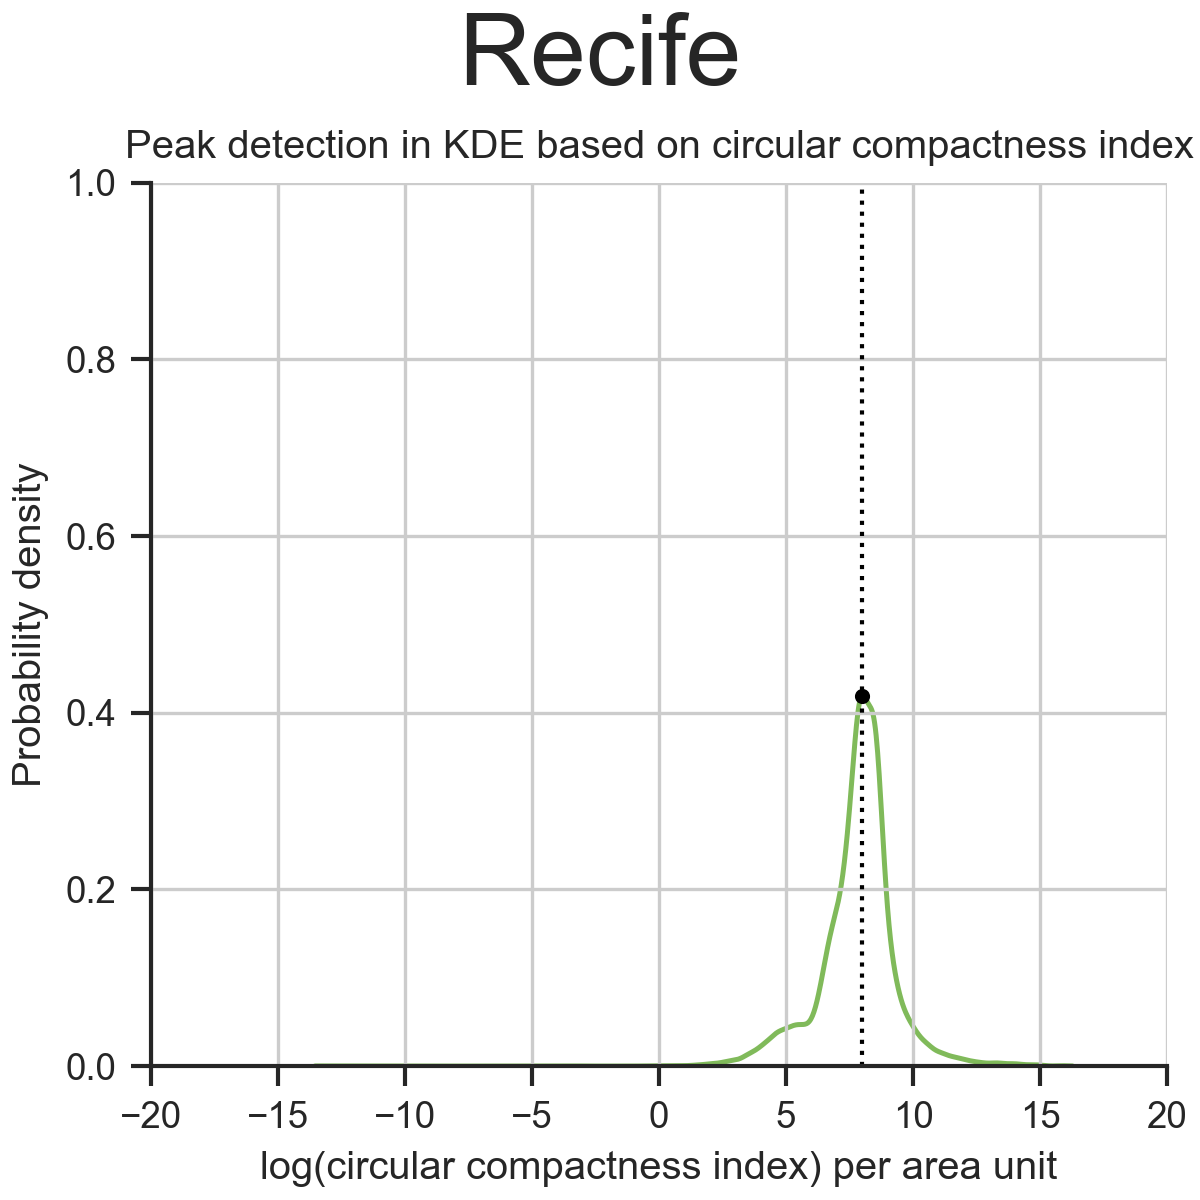 Recife
Peak detection in KDE based on circular compactness index
1.0
0.8
0.6
0.4
0.2
0.0
Probability density
−20 −15 −10 −5 0 5 10 15 20
log(circular compactness index) per area unit